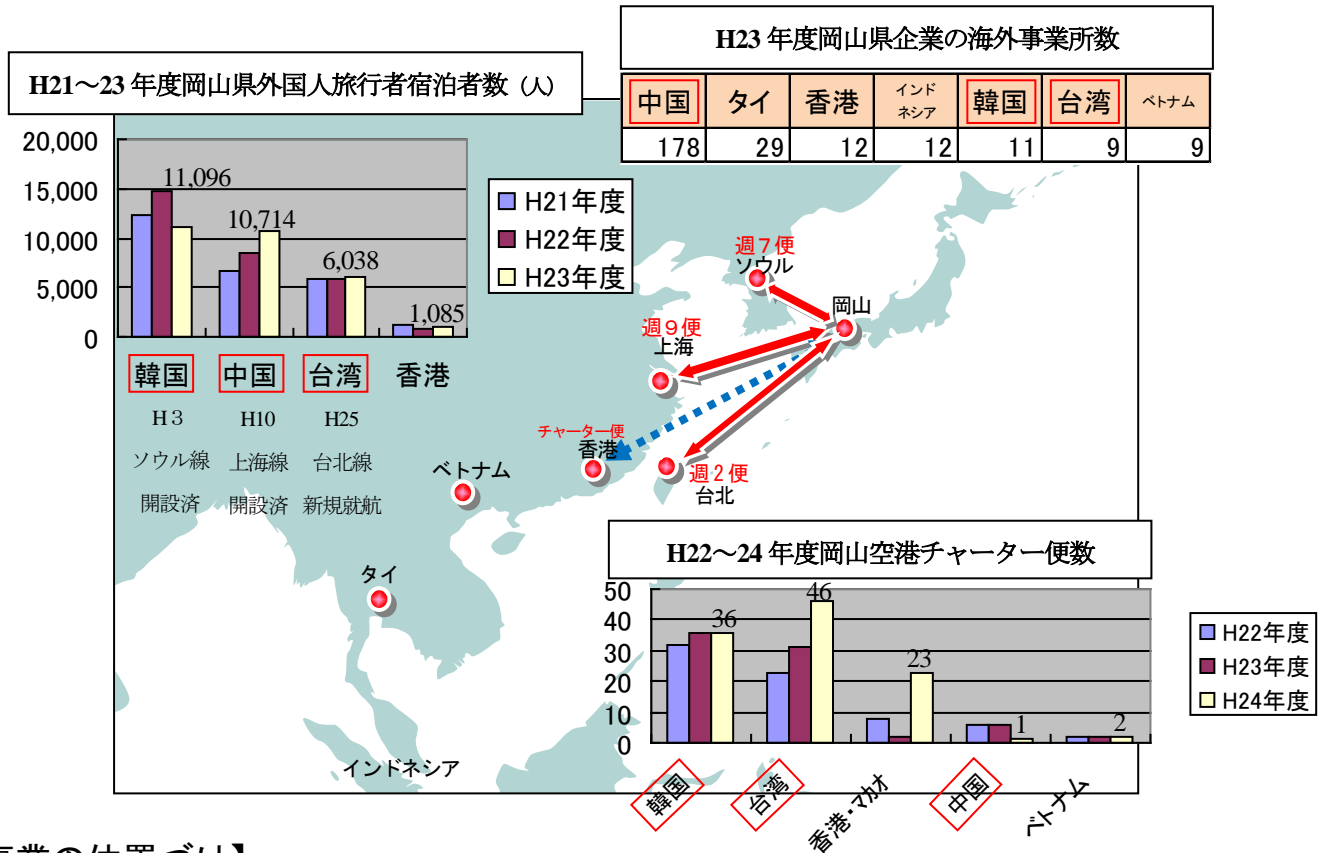 H23 年度岡山県企業の海外事業所数
中国 タイ 香港 インドネシア 韓国 台湾 ベトナム
178 29 12 12 11 9 9
H21～23 年度岡山県外国人旅行者宿泊者数（人）
20,000
15,000
10,000
5,000
0
11,096
10,714
6,038
1,085
H21年度
H22年度
H23年度
韓国 中国 台湾 香港
H3 H10 H25
ソウル線 上海線 台北線
開設済 開設済 新規就航
週7便
ソウル
岡山
週9便
上海
チャーター便
香港
週2便
台北
ベトナム
タイ
インドネシア
H22～24 年度岡山空港チャーター便数
50
40
30
20
10
0
36
46
23
1
2
H22年度
H23年度
H24年度
韓国 台湾 香港・マカオ 中国 ベトナム
事業の位置づけ】